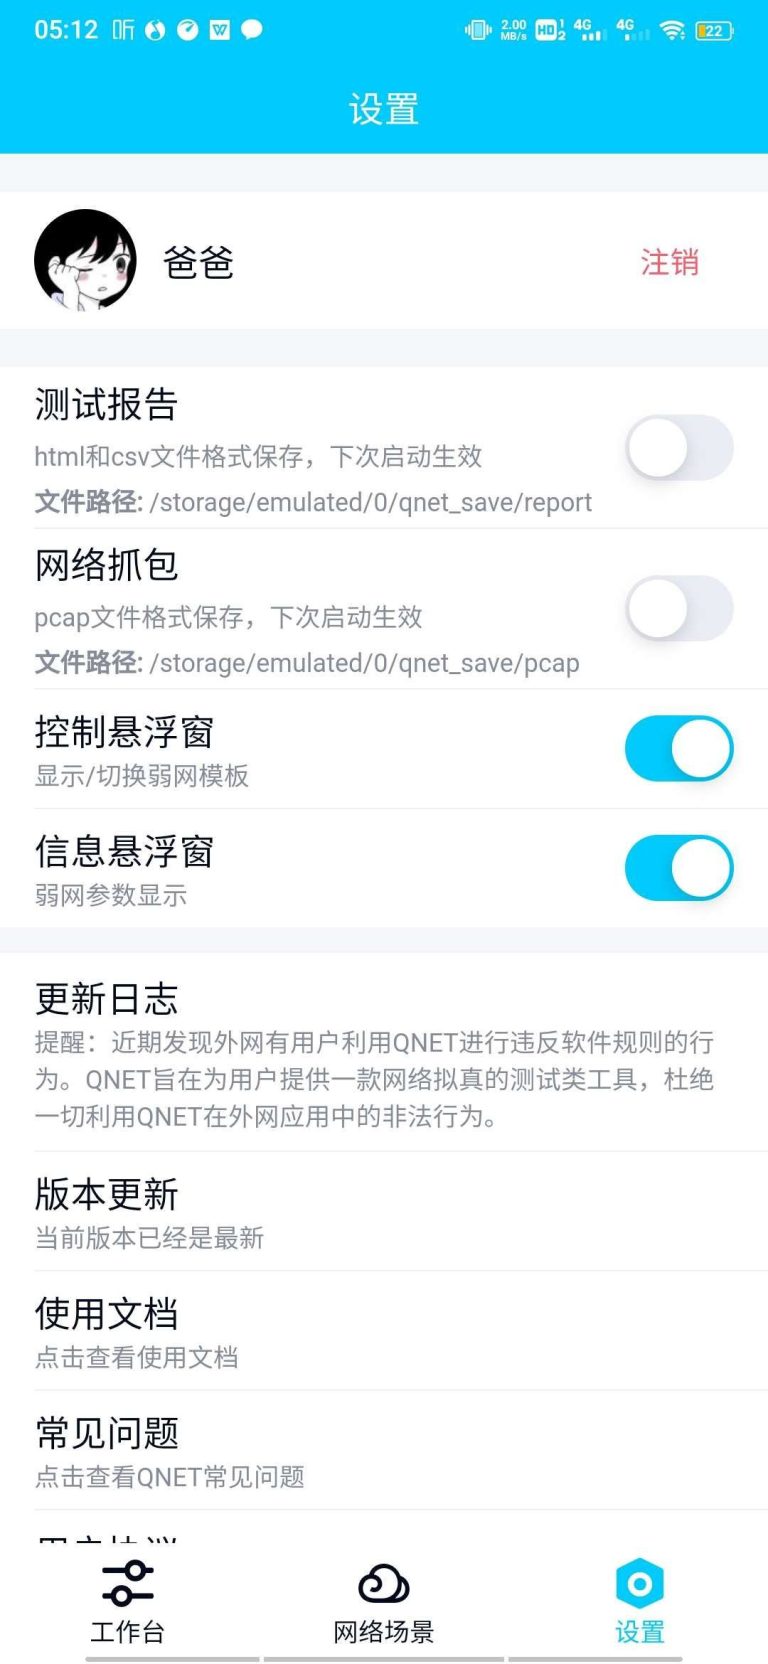 05:12 听
2.00 MB/s HD 1 2 4G 4G 22
设置
爸爸
注销
测试报告
html和csv文件格式保存，下次启动生效
文件路径: /storage/emulated/0/qnet_save/report
网络抓包
pcap文件格式保存，下次启动生效
文件路径: /storage/emulated/0/qnet_save/pcap
控制悬浮窗
显示/切换弱网模板
信息悬浮窗
弱网参数显示
更新日志
提醒：近期发现外网有用户利用QNET进行违反软件规则的行
为。QNET旨在为用户提供一款网络拟真的测试类工具，杜绝
一切利用QNET在外网应用中的非法行为。
版本更新
当前版本已经是最新
使用文档
点击查看使用文档
常见问题
点击查看QNET常见问题
工作台
网络场景
设置